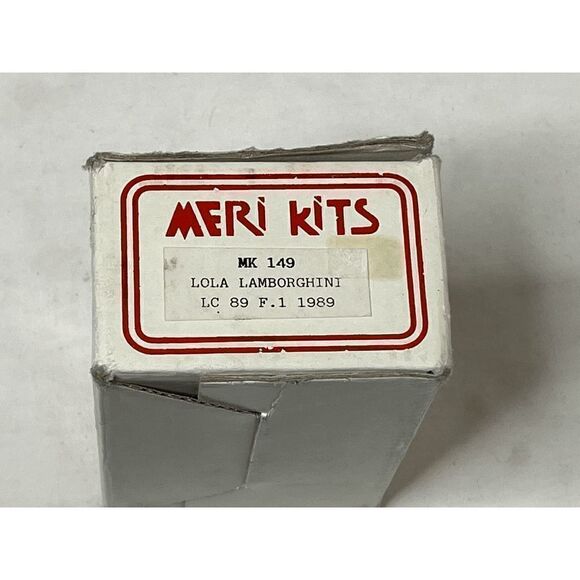 MERI KITS
MK 149
LOLA LAMBORGHINI
LC 89 F.1 1989